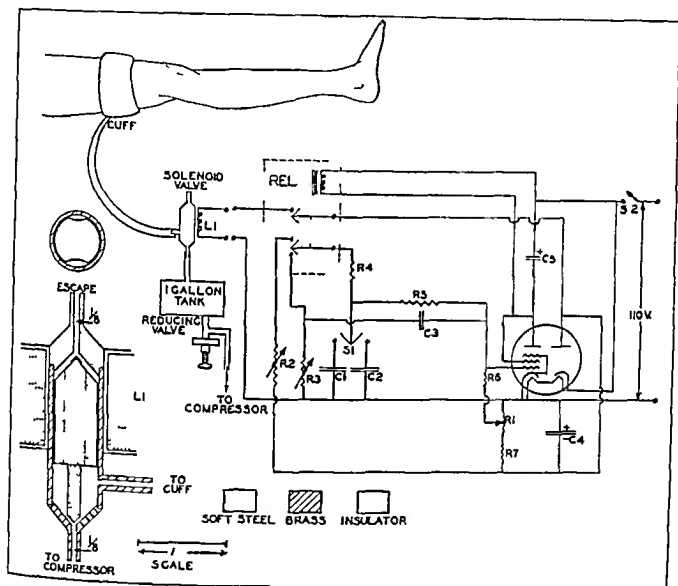 CUFF
SOLENOID
VALVE
REL
L1
S2
C5
110V.
ESCAPE
1/8
1 GALLON
TANK
REDUCING
VALVE
TO
COMPRESSOR
R4
R5
C3
S1
R2
R3
C1
C2
R6
R1
R7
C4
L1
TO
CUFF
TO
COMPRESSOR
1/8
SOFT STEEL
BRASS
INSULATOR
1
SCALE